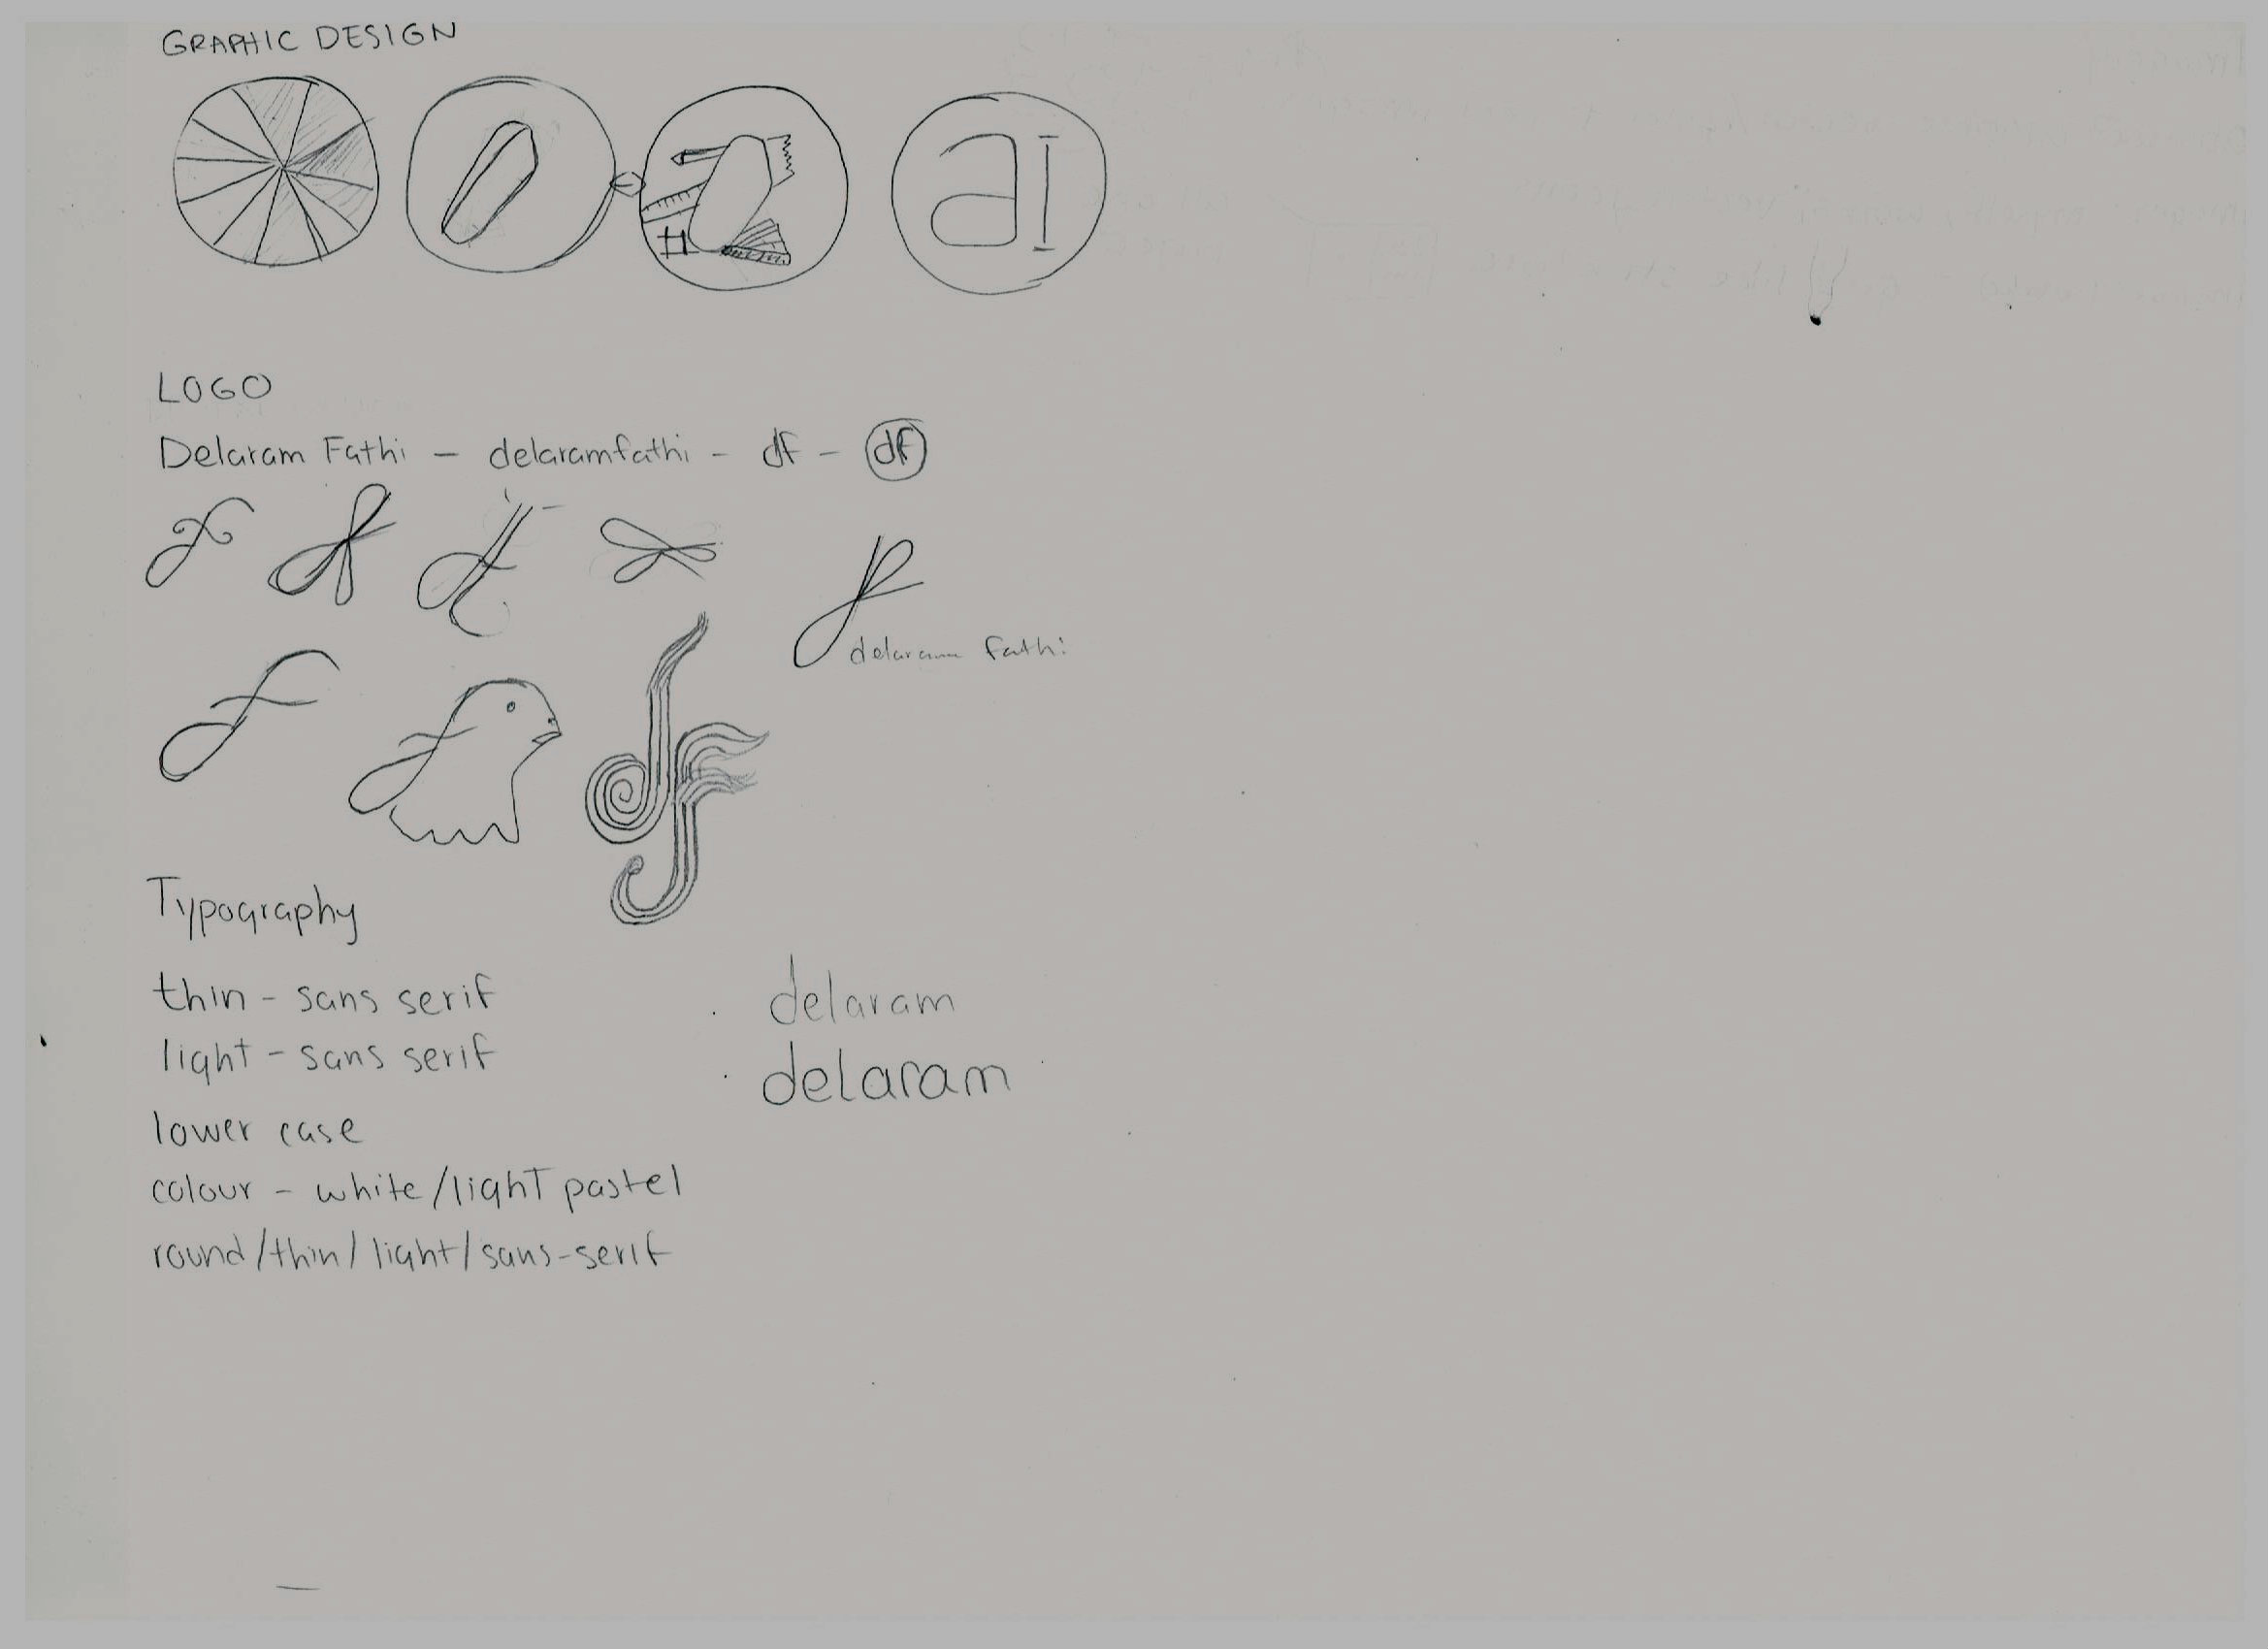 GRAPHIC DESIGN
aI
LOGO
Delaram Fathi – delaramfathi – df – df
delaram fathi
df
Typography
thin – sans serif
light – sans serif
lower case
colour – white/light pastel
round/thin/light/sans-serif
delaram
delaram